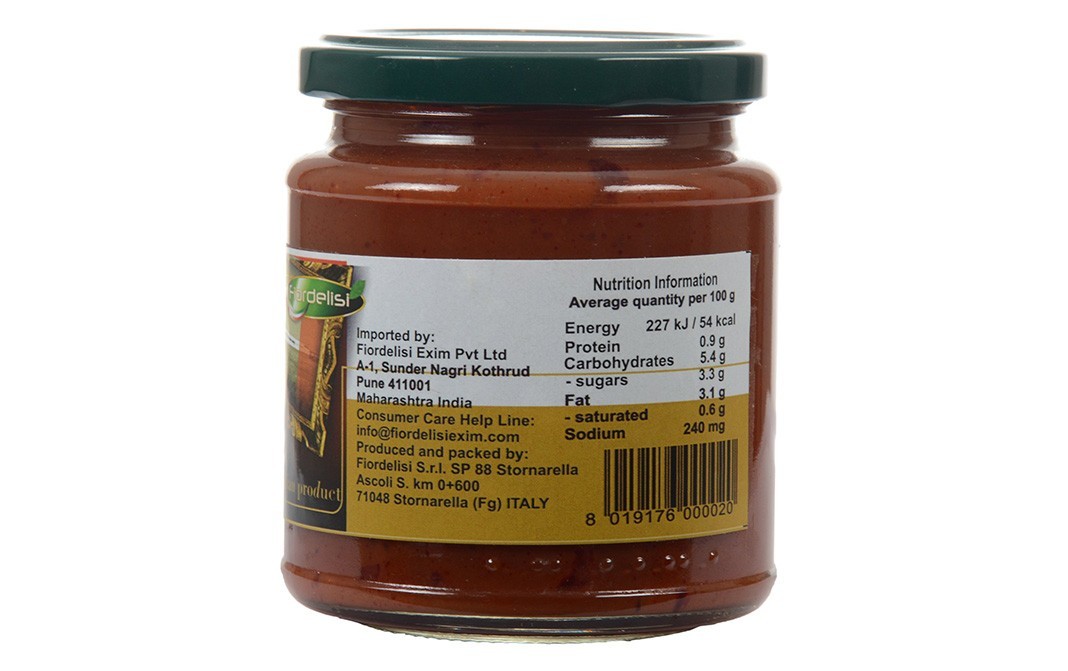 Fiordelisi
product
Imported by:
Fiordelisi Exim Pvt Ltd
A-1, Sunder Nagri Kothrud
Pune 411001
Maharashtra India
Consumer Care Help Line:
info@fiordelisiexim.com
Produced and packed by:
Fiordelisi S.r.l. SP 88 Stornarella
Ascoli S. km 0+600
71048 Stornarella (Fg) ITALY
Nutrition Information
Average quantity per 100 g
Energy 227 kJ / 54 kcal
Protein 0.9 g
Carbohydrates 5.4 g
- sugars 3.3 g
Fat 3.1 g
- saturated 0.6 g
Sodium 240 mg
8 019176 000020